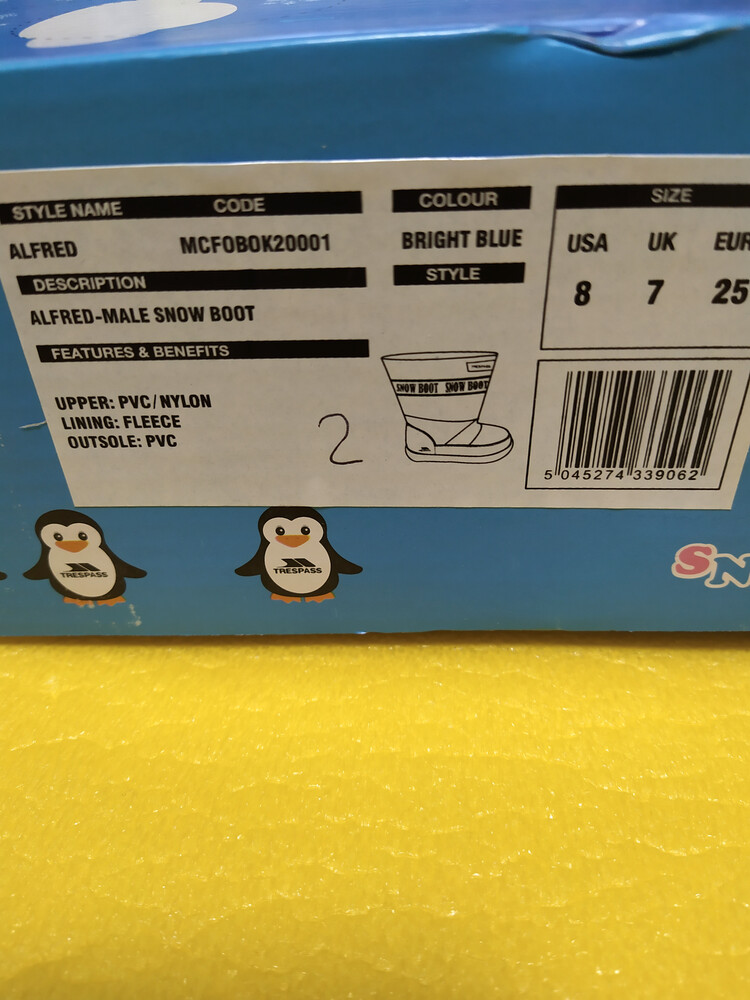 STYLE NAME CODE
ALFRED MCFOBOK20001
DESCRIPTION
ALFRED-MALE SNOW BOOT
FEATURES & BENEFITS
UPPER: PVC/NYLON
LINING: FLEECE
OUTSOLE: PVC
2
COLOUR
BRIGHT BLUE
STYLE
SNOW BOOT SNOW BOOT
SIZE
USA UK EUR
8 7 25
5 045274 339062
TRESPASS
TRESPASS
SN